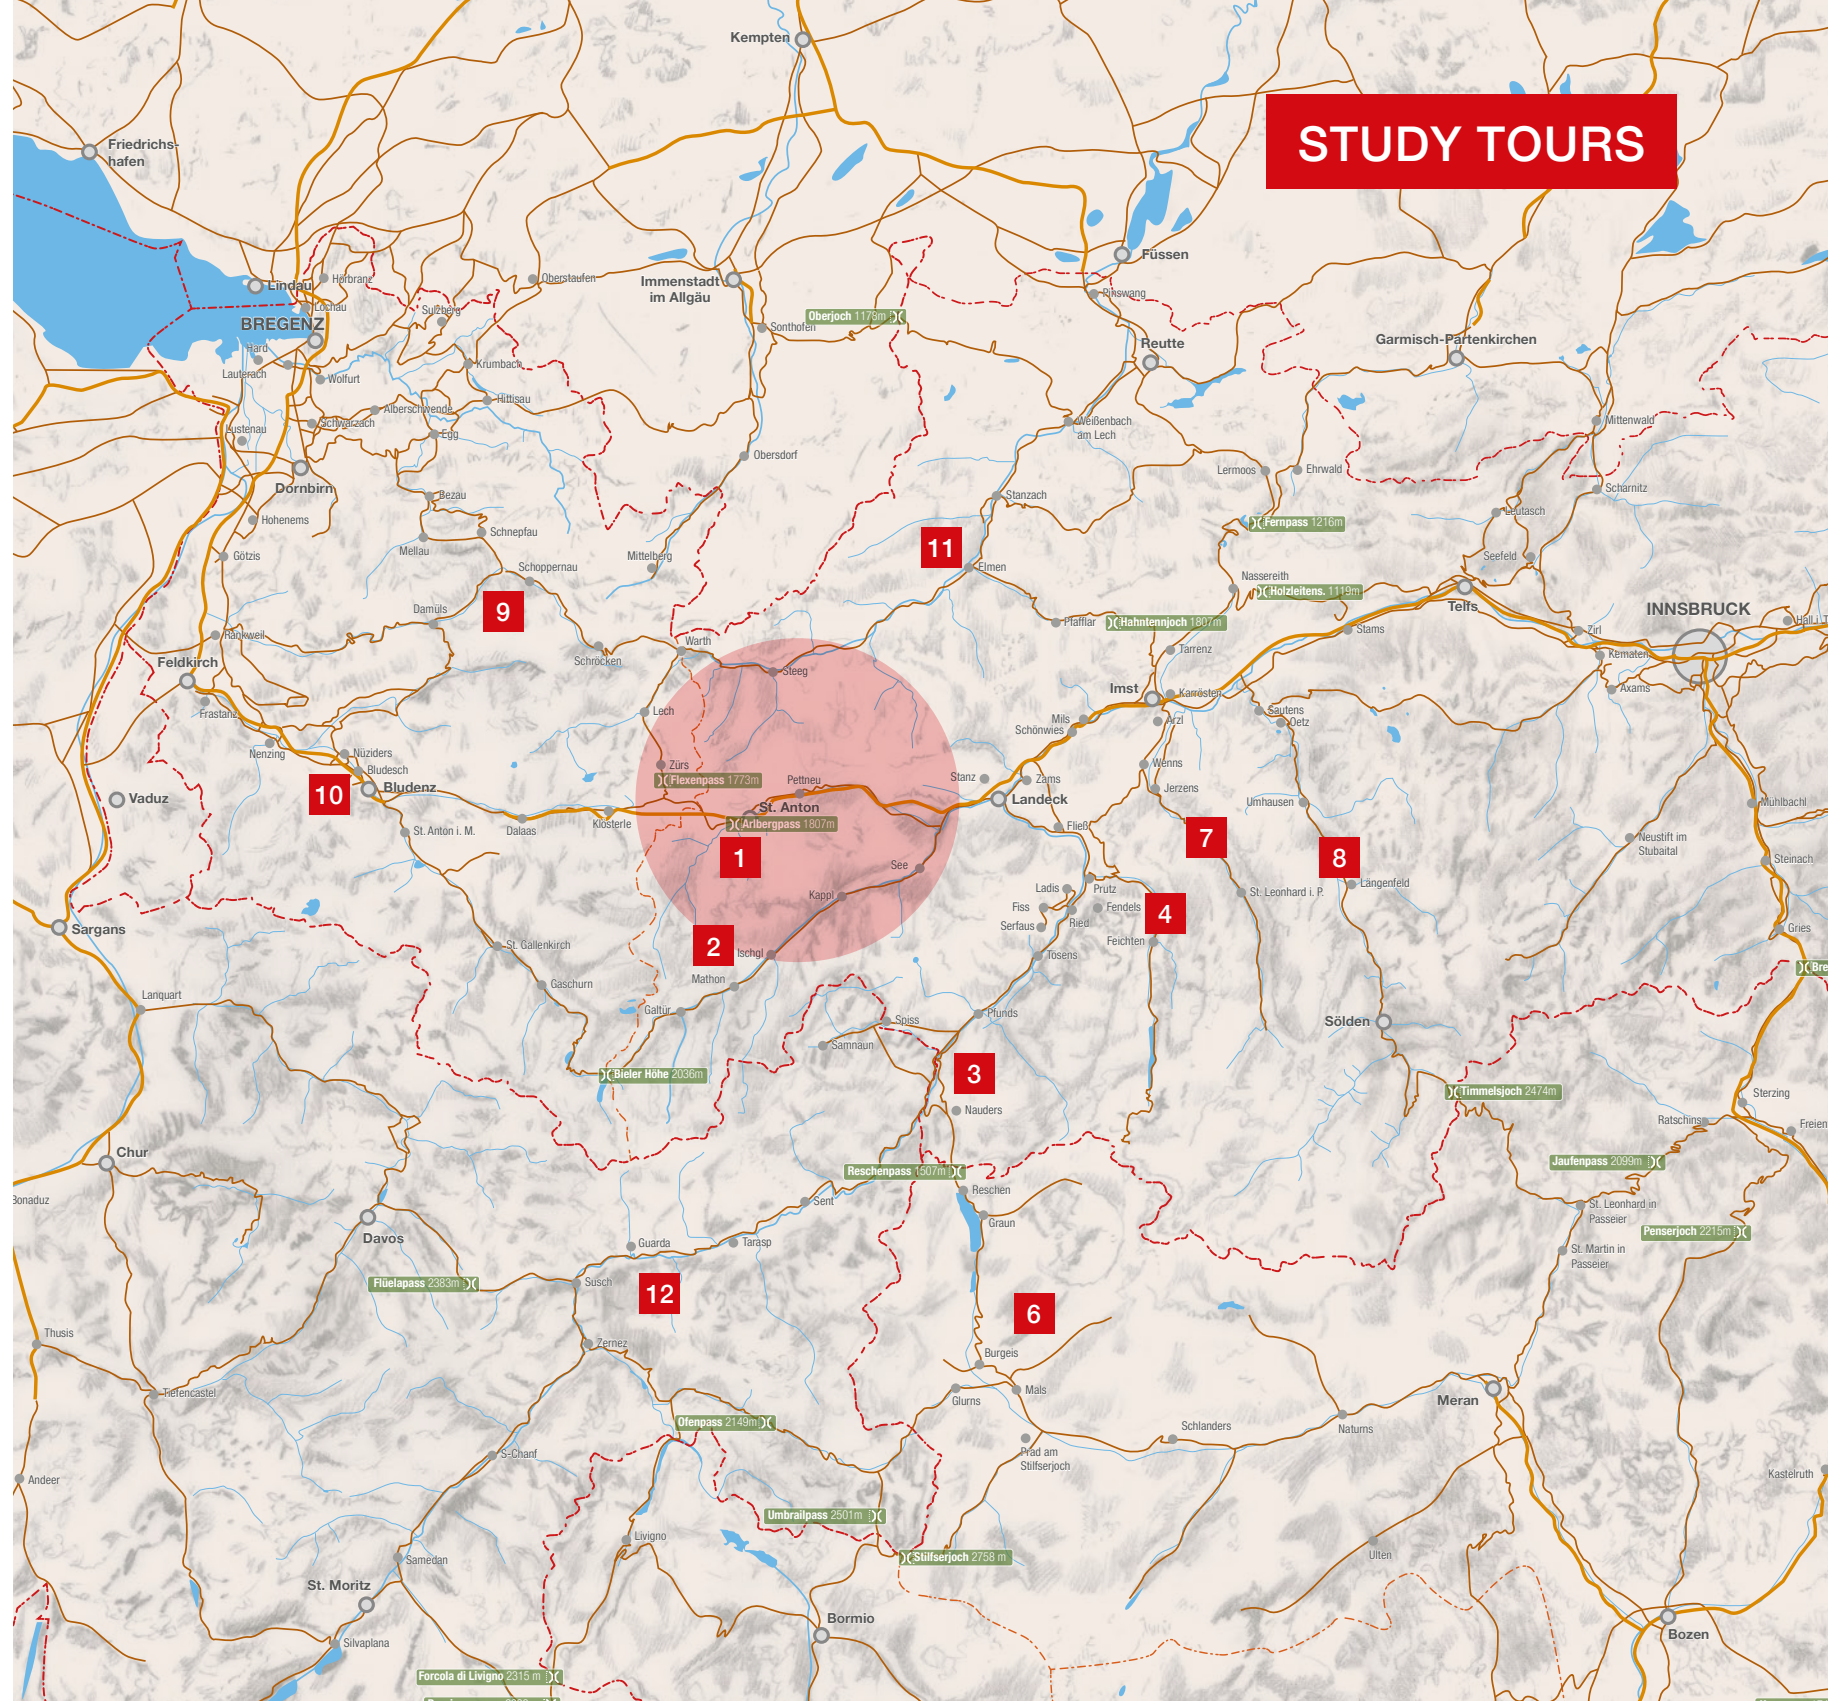 Kempten
STUDY TOURS
Friedrichs-
hafen
Füssen
Lindau
Hörbranz
Oberstaufen
Immenstadt
im Allgäu
Pinswang
Lochau
Sulzberg
BREGENZ
Oberjoch 1178m
Sonthofen
Reutte
Garmisch-Partenkirchen
Hard
Lauterach
Wolfurt
Krumbach
Hittisau
Alberschwende
Schwarzach
Lustenau
Egg
Weißenbach
am Lech
Mittenwald
Obersdorf
Lermoos
Ehrwald
Dornbirn
Bezau
Stanzach
Scharnitz
Hohenems
Schnepfau
Leutasch
Fernpass 1216m
Götzis
Mellau
Mittelberg
11
Seefeld
Schoppernau
Elmen
Nassereith
Holzleitens. 1119m
Damüls
9
Telfs
INNSBRUCK
Pfafflar
Hahntennjoch 1807m
Stams
Zirl
Hall i. T
Rankweil
Warth
Tarrenz
Kematen
Feldkirch
Schröcken
Steeg
Axams
Imst
Karrösten
Frastanz
Lech
Sautens
Oetz
Mils
Arzl
Schönwies
Nenzing
Nüziders
Bludesch
Zürs
Wenns
Flexenpass 1773m
Pettneu
Stanz
Zams
10
Bludenz
Jerzens
Vaduz
St. Anton
Landeck
Umhausen
Mühlbachl
Klösterle
Arlbergpass 1807m
Fließ
St. Anton i. M.
Dalaas
7
Neustift im
Stubaital
1
8
See
Steinach
Kappl
Ladis
Prutz
Längenfeld
St. Leonhard i. P.
Fiss
Fendels
4
Serfaus
Ried
Sargans
Gries
2
Feichten
St. Gallenkirch
Ischgl
Tösens
Bre
Mathon
Gaschurn
Lanquart
Galtür
Pfunds
Spiss
Sölden
Samnaun
3
Bieler Höhe 2036m
Timmelsjoch 2474m
Sterzing
Nauders
Ratschins
Freien
Chur
Jaufenpass 2099m
Reschenpass 1507m
Reschen
Bonaduz
Sent
St. Leonhard in
Passeier
Graun
Davos
Guarda
Tarasp
Penserjoch 2215m
St. Martin in
Passeier
Flüelapass 2383m
Susch
12
6
Thusis
Zernez
Burgeis
Tiefencastel
Mals
Glurns
Meran
Ofenpass 2149m
Schlanders
Naturns
S-Chanf
Prad am
Stilfserjoch
Andeer
Kastelruth
Umbrailpass 2501m
Livigno
Stilfserjoch 2758 m
Ulten
Samedan
St. Moritz
Bormio
Bozen
Silvaplana
Forcola di Livigno 2315 m